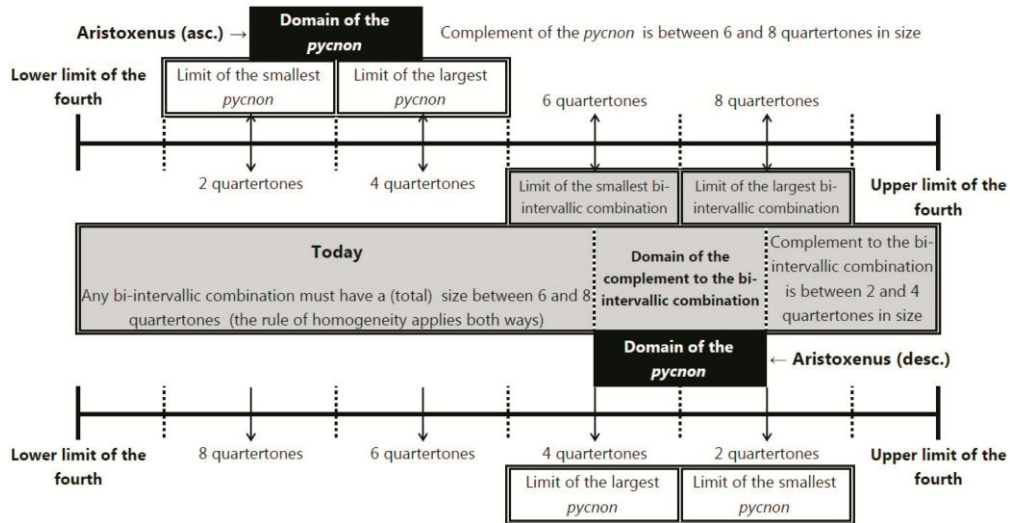 Aristoxenus (asc.) →
Domain of the
pycnon
Complement of the pycnon is between 6 and 8 quartertones in size
Lower limit of the
fourth
Limit of the smallest
pycnon
Limit of the largest
pycnon
6 quartertones
8 quartertones
2 quartertones
4 quartertones
Limit of the smallest bi-
intervallic combination
Limit of the largest bi-
intervallic combination
Upper limit of the
fourth
Today
Any bi-intervallic combination must have a (total) size between 6 and 8
quartertones (the rule of homogeneity applies both ways)
Domain of the
complement to the bi-
intervallic combination
Complement to the bi-
intervallic combination
is between 2 and 4
quartertones in size
Domain of the
pycnon
← Aristoxenus (desc.)
Lower limit of the
fourth
8 quartertones
6 quartertones
4 quartertones
2 quartertones
Upper limit of the
fourth
Limit of the largest
pycnon
Limit of the smallest
pycnon